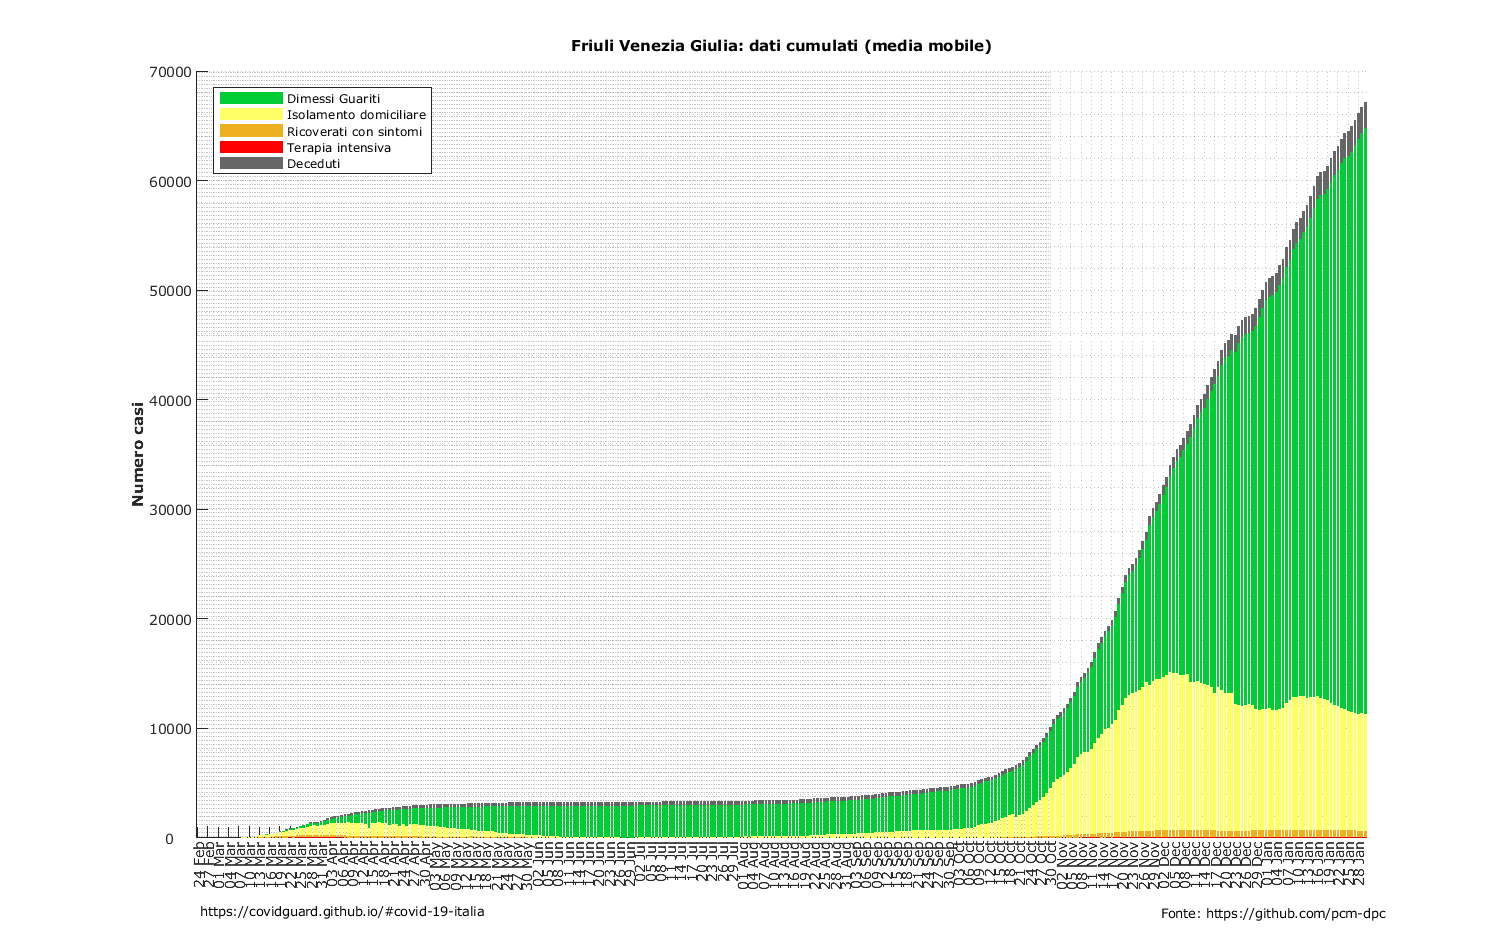 Friuli Venezia Giulia: dati cumulati (media mobile)
70000
60000
50000
40000
30000
20000
10000
0
Numero casi
Dimessi Guariti
Isolamento domiciliare
Ricoverati con sintomi
Terapia intensiva
Deceduti
24 Feb
27 Feb
01 Mar
04 Mar
07 Mar
10 Mar
13 Mar
16 Mar
19 Mar
22 Mar
25 Mar
28 Mar
31 Mar
03 Apr
06 Apr
09 Apr
12 Apr
15 Apr
18 Apr
21 Apr
24 Apr
27 Apr
30 Apr
03 May
06 May
09 May
12 May
15 May
18 May
21 May
24 May
27 May
30 May
02 Jun
05 Jun
08 Jun
11 Jun
14 Jun
17 Jun
20 Jun
23 Jun
26 Jun
29 Jun
02 Jul
05 Jul
08 Jul
11 Jul
14 Jul
17 Jul
20 Jul
23 Jul
26 Jul
29 Jul
01 Aug
04 Aug
07 Aug
10 Aug
13 Aug
16 Aug
19 Aug
22 Aug
25 Aug
28 Aug
31 Aug
03 Sep
06 Sep
09 Sep
12 Sep
15 Sep
18 Sep
21 Sep
24 Sep
27 Sep
30 Sep
03 Oct
06 Oct
09 Oct
12 Oct
15 Oct
18 Oct
21 Oct
24 Oct
27 Oct
30 Oct
02 Nov
05 Nov
08 Nov
11 Nov
14 Nov
17 Nov
20 Nov
23 Nov
26 Nov
29 Nov
02 Dec
05 Dec
08 Dec
11 Dec
14 Dec
17 Dec
20 Dec
23 Dec
26 Dec
29 Dec
01 Jan
04 Jan
07 Jan
10 Jan
13 Jan
16 Jan
19 Jan
22 Jan
25 Jan
28 Jan
https://covidguard.github.io/#covid-19-italia
Fonte: https://github.com/pcm-dpc